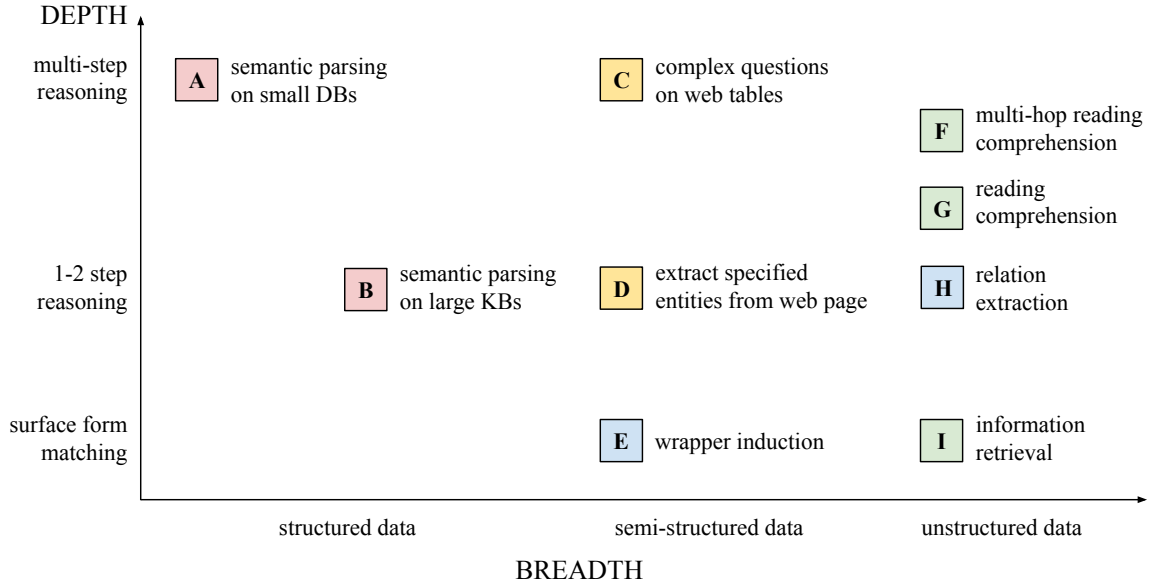 DEPTH
multi-step
reasoning
A
semantic parsing
on small DBs
C
complex questions
on web tables
F
multi-hop reading
comprehension
G
reading
comprehension
1-2 step
reasoning
B
semantic parsing
on large KBs
D
extract specified
entities from web page
H
relation
extraction
surface form
matching
E
wrapper induction
I
information
retrieval
structured data
semi-structured data
unstructured data
BREADTH